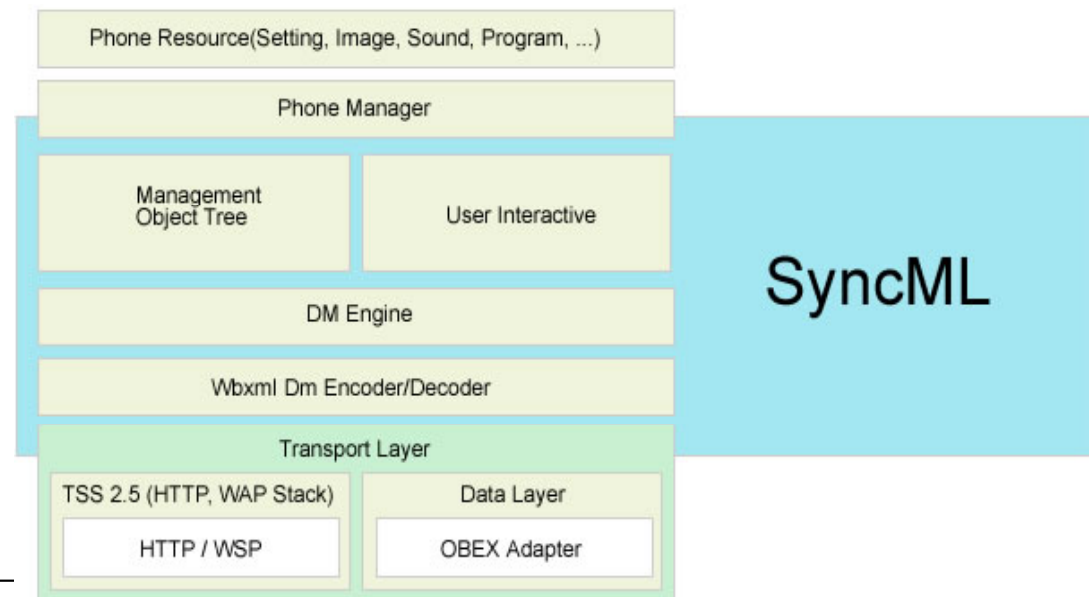 Phone Resource(Setting, Image, Sound, Program, ...)
Phone Manager
Management
Object Tree
User Interactive
SyncML
DM Engine
Wbxml Dm Encoder/Decoder
Transport Layer
TSS 2.5 (HTTP, WAP Stack)
Data Layer
HTTP / WSP
OBEX Adapter